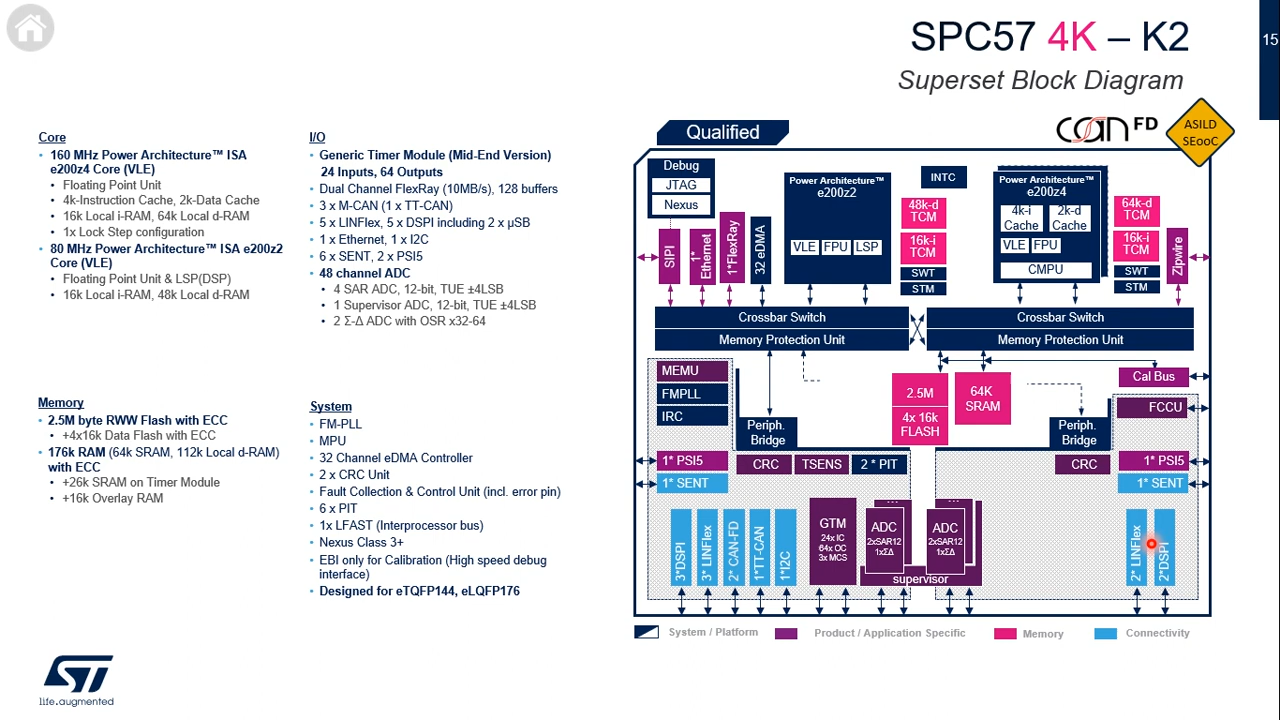 SPC57 4K – K2
Superset Block Diagram
15
Core
• 160 MHz Power Architecture™ ISA
e200z4 Core (VLE)
• Floating Point Unit
• 4k-Instruction Cache, 2k-Data Cache
• 16k Local i-RAM, 64k Local d-RAM
• 1x Lock Step configuration
• 80 MHz Power Architecture™ ISA e200z2
Core (VLE)
• Floating Point Unit & LSP(DSP)
• 16k Local i-RAM, 48k Local d-RAM
Memory
• 2.5M byte RWW Flash with ECC
• +4x16k Data Flash with ECC
• 176k RAM (64k SRAM, 112k Local d-RAM)
with ECC
• +26k SRAM on Timer Module
• +16k Overlay RAM
I/O
• Generic Timer Module (Mid-End Version)
24 Inputs, 64 Outputs
• Dual Channel FlexRay (10MB/s), 128 buffers
• 3 x M-CAN (1 x TT-CAN)
• 5 x LINFlex, 5 x DSPI including 2 x µSB
• 1 x Ethernet, 1 x I2C
• 6 x SENT, 2 x PSI5
• 48 channel ADC
• 4 SAR ADC, 12-bit, TUE ±4LSB
• 1 Supervisor ADC, 12-bit, TUE ±4LSB
• 2 Σ-Δ ADC with OSR x32-64
System
• FM-PLL
• MPU
• 32 Channel eDMA Controller
• 2 x CRC Unit
• Fault Collection & Control Unit (incl. error pin)
• 6 x PIT
• 1x LFAST (Interprocessor bus)
• Nexus Class 3+
• EBI only for Calibration (High speed debug
interface)
• Designed for eTQFP144, eLQFP176
Qualified
CAN FD
ASILD
SEooC
Debug
JTAG
Nexus
SIPI
1*
Ethernet
1*FlexRay
32 eDMA
Power Architecture™
e200z2
VLE
FPU
LSP
INTC
48k-d
TCM
16k-i
TCM
SWT
STM
Power Architecture™
e200z4
4k-i
Cache
2k-d
Cache
VLE
FPU
CMPU
64k-d
TCM
16k-i
TCM
SWT
STM
Zipwire
Crossbar Switch
Memory Protection Unit
Crossbar Switch
Memory Protection Unit
MEMU
FMPLL
IRC
Periph.
Bridge
2.5M
4x 16k
FLASH
64K
SRAM
Periph.
Bridge
Cal Bus
FCCU
1* PSI5
1* SENT
CRC
TSENS
2 * PIT
CRC
1* PSI5
1* SENT
3*DSPI
3* LINFlex
2* CAN-FD
1*TT-CAN
1*I2C
GTM
24x IC
64x OC
3x MCS
...
ADC
2xSAR12
1xΣΔ
...
ADC
2xSAR12
1xΣΔ
supervisor
2* LINFlex
2*DSPI
System / Platform
Product / Application Specific
Memory
Connectivity
ST
life.augmented